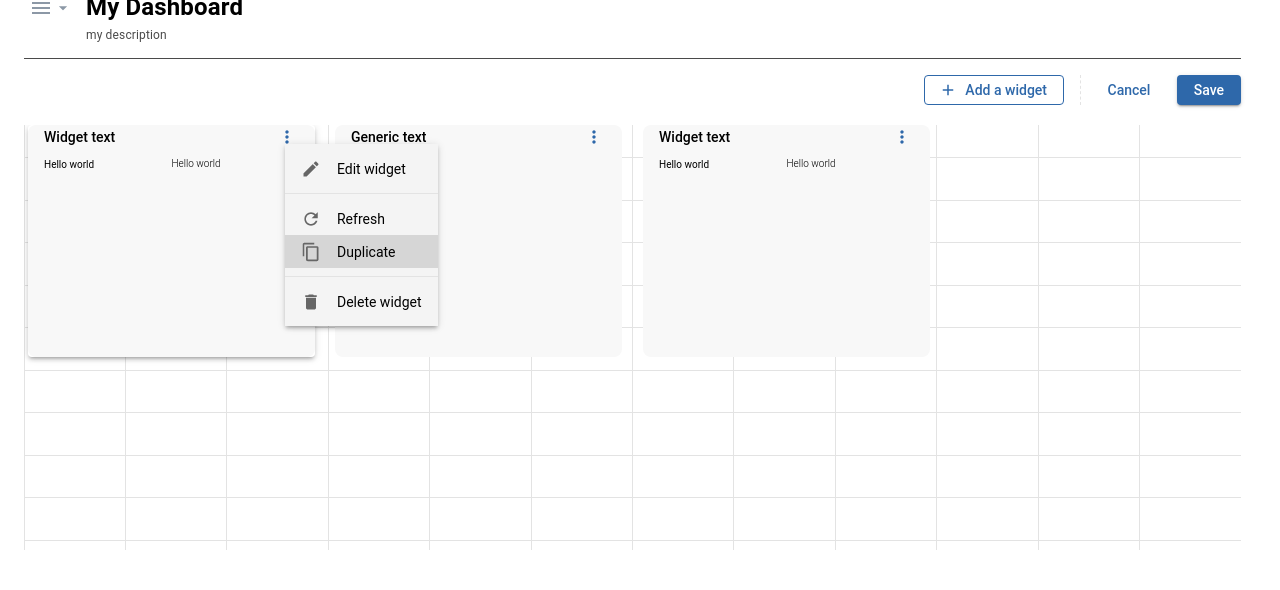 My Dashboard
my description
Add a widget
Cancel
Save
Widget text
Hello world
Hello world
Generic text
Edit widget
Refresh
Duplicate
Delete widget
Widget text
Hello world
Hello world